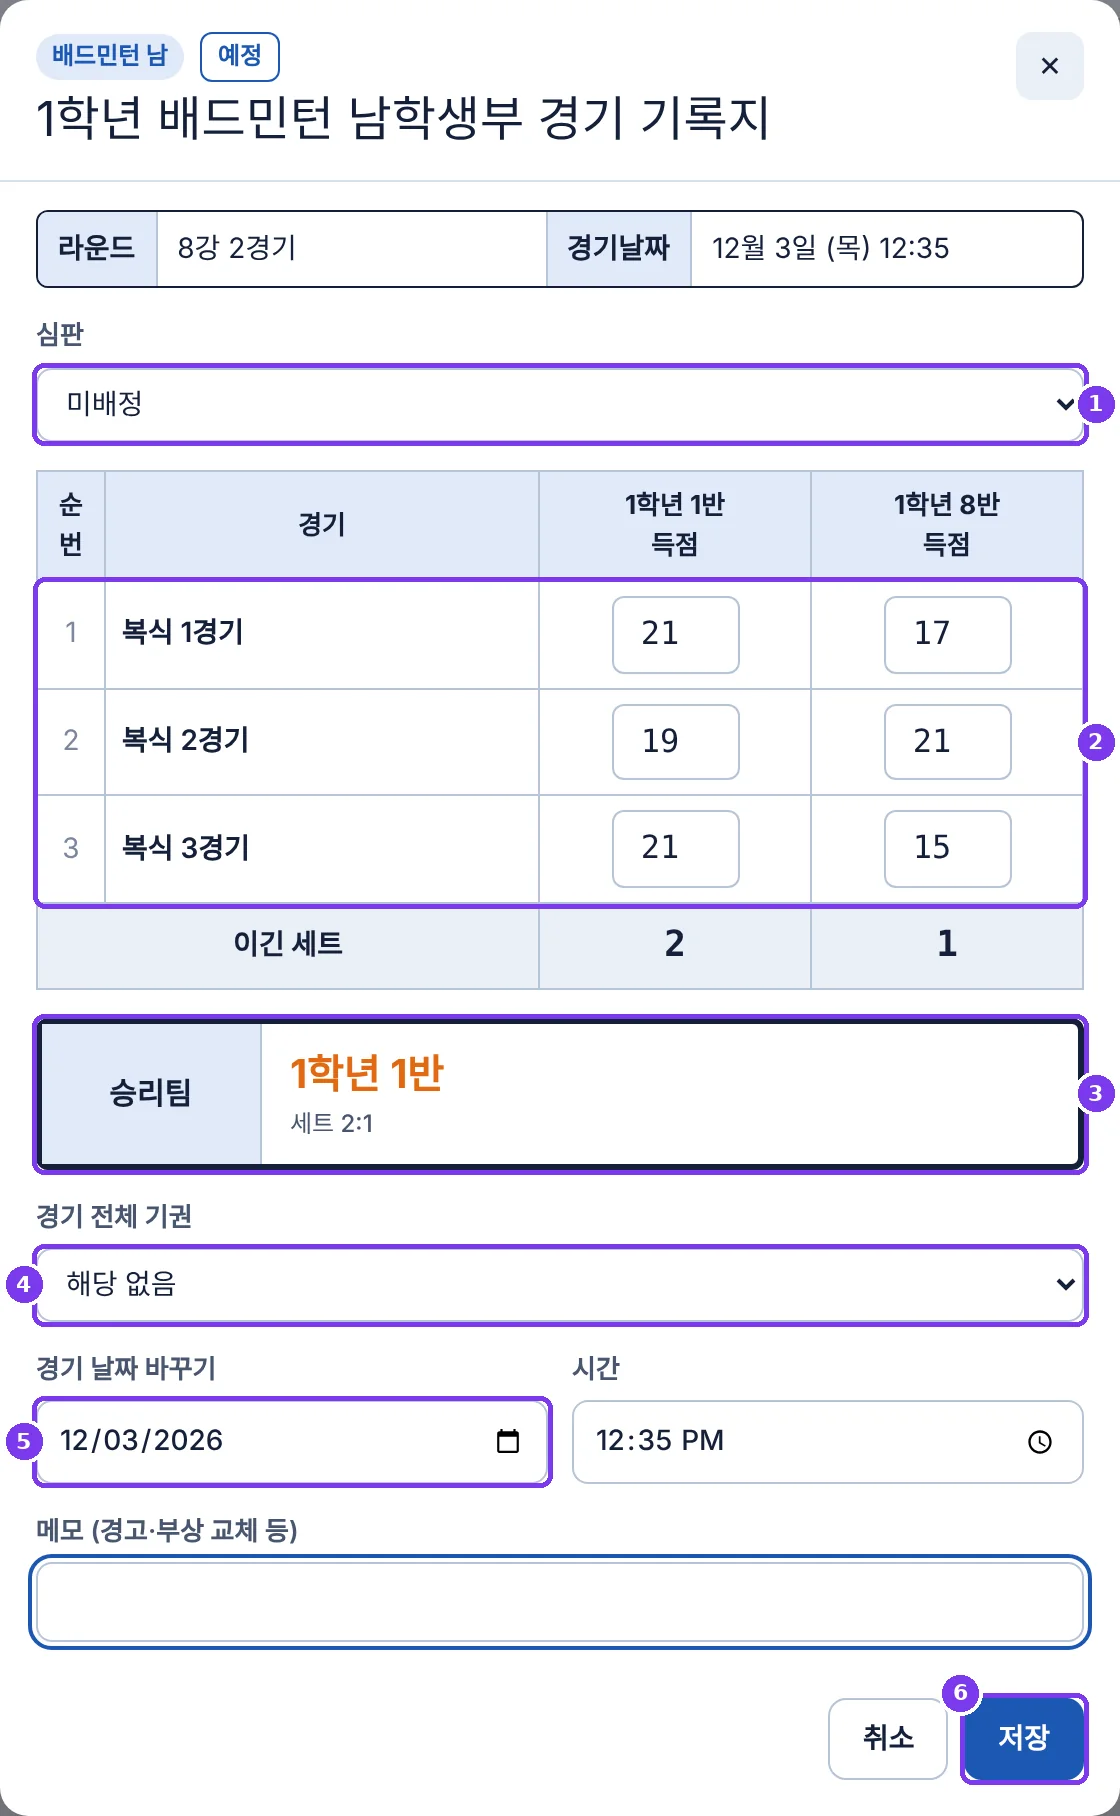 배드민턴 남 예정
×
1학년 배드민턴 남학생부 경기 기록지
라운드 8강 2경기 경기날짜 12월 3일 (목) 12:35
심판
미배정
1
순번 경기 1학년 1반 득점 1학년 8반 득점
1 복식 1경기 21 17
2 복식 2경기 19 21
2
3 복식 3경기 21 15
이긴 세트 2 1
승리팀 1학년 1반
세트 2:1
3
경기 전체 기권
4 해당 없음
경기 날짜 바꾸기 시간
5 12/03/2026 12:35 PM
메모 (경고·부상 교체 등)
6
취소 저장